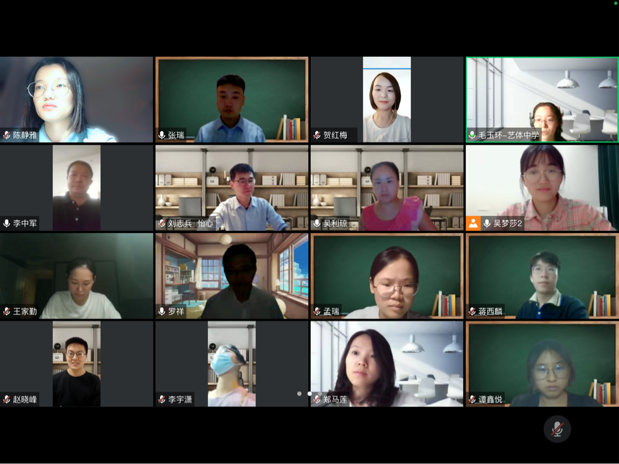 陈静雅
张瑞
贺红梅
毛玉环-艺体中学
李中军
刘志兵 怡心
吴利琼
吴梦莎2
王家勤
罗祥
孟瑞
蒋西麟
赵晓峰
李宇潇
郑马莲
谭鑫悦